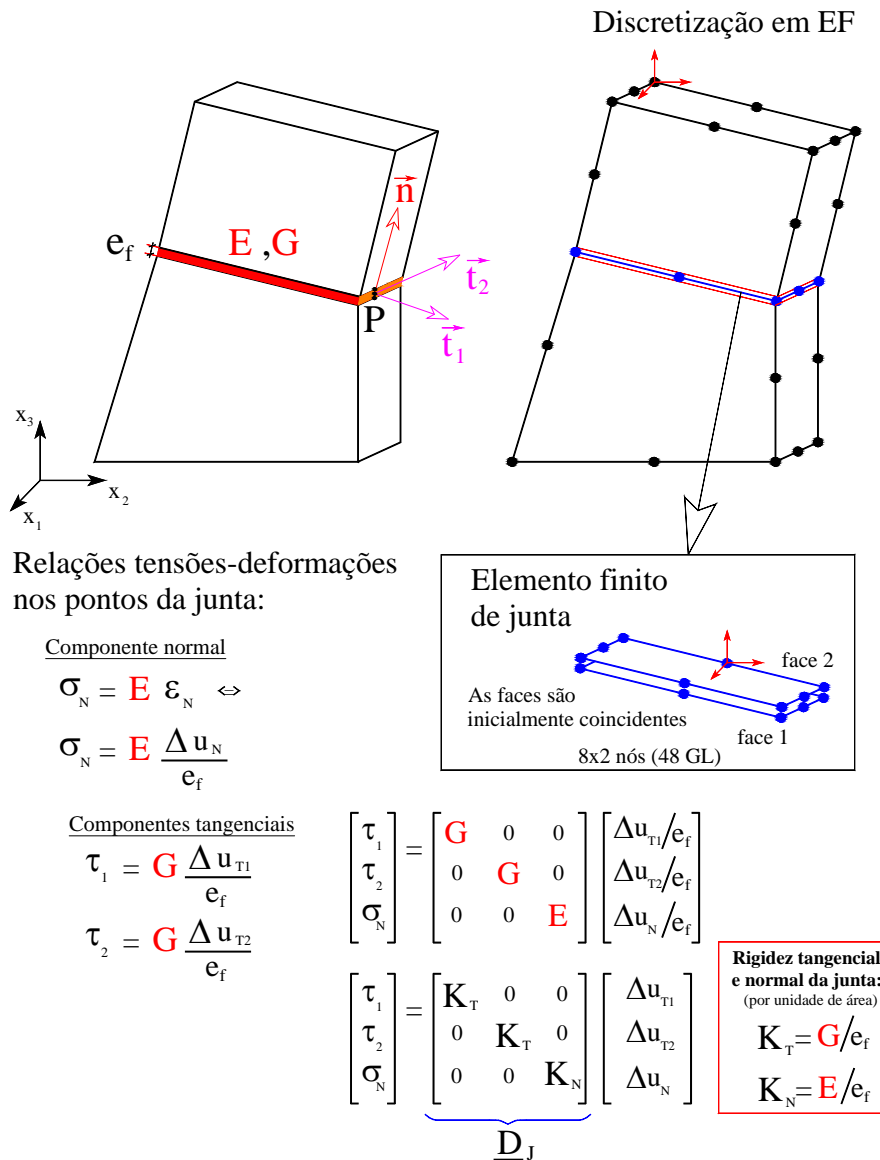 Discretização em EF
n
e_f
E ,G
t_2
P
t_1
x_3
x_2
x_1
Relações tensões-deformações
nos pontos da junta:
Componente normal
σ_N = E ε_N ⇔
σ_N = E Δu_N / e_f
Elemento finito
de junta
face 2
As faces são
inicialmente coincidentes
face 1
8x2 nós (48 GL)
Componentes tangenciais
τ_1 = G Δu_T1 / e_f
τ_2 = G Δu_T2 / e_f
[τ_1] = [G 0 0] [Δu_T1/e_f]
[τ_2] [0 G 0] [Δu_T2/e_f]
[σ_N] [0 0 E] [Δu_N/e_f]
[τ_1] = [K_T 0 0] [Δu_T1]
[τ_2] [0 K_T 0] [Δu_T2]
[σ_N] [0 0 K_N] [Δu_N]
D_J
Rigidez tangencial
e normal da junta:
(por unidade de área)
K_T = G/e_f
K_N = E/e_f